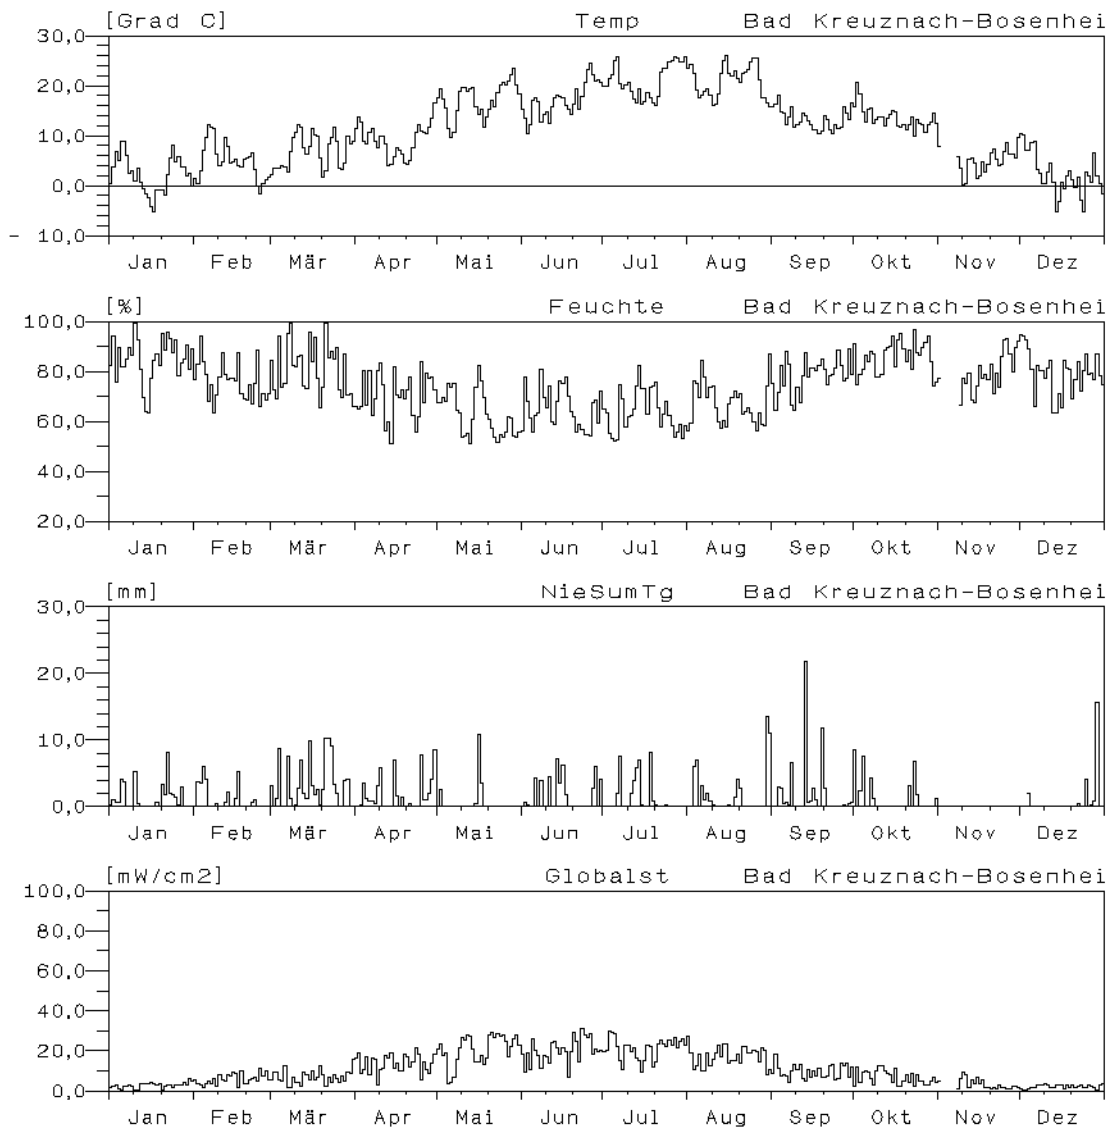 [Grad C] Temp Bad Kreuznach-Bosenhei
30,0
20,0
10,0
0,0
- 10,0
Jan Feb Mär Apr Mai Jun Jul Aug Sep Okt Nov Dez
[%] Feuchte Bad Kreuznach-Bosenhei
100,0
80,0
60,0
40,0
20,0
Jan Feb Mär Apr Mai Jun Jul Aug Sep Okt Nov Dez
[mm] NieSumTg Bad Kreuznach-Bosenhei
30,0
20,0
10,0
0,0
Jan Feb Mär Apr Mai Jun Jul Aug Sep Okt Nov Dez
[mW/cm2] Globalst Bad Kreuznach-Bosenhei
100,0
80,0
60,0
40,0
20,0
0,0
Jan Feb Mär Apr Mai Jun Jul Aug Sep Okt Nov Dez